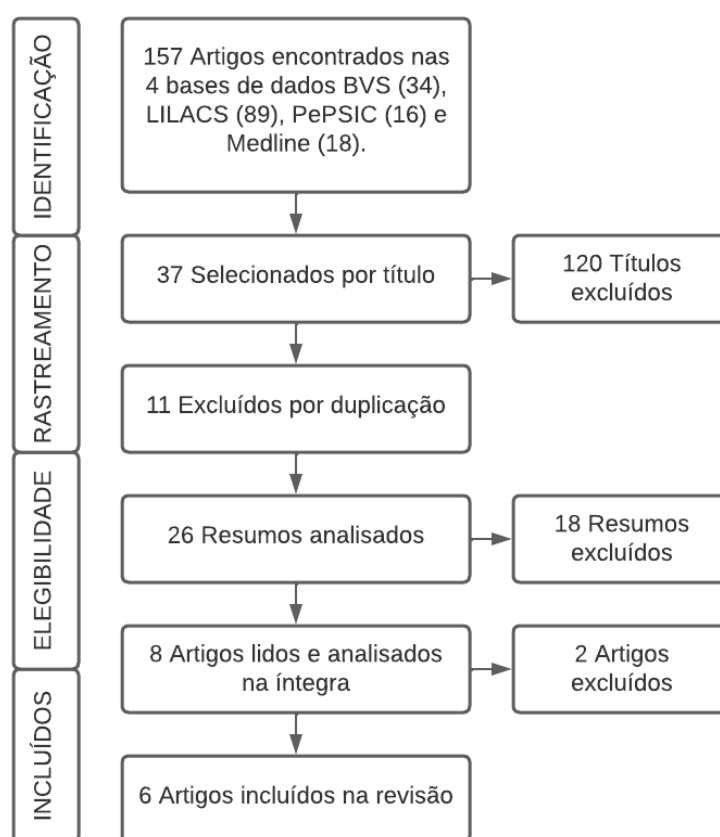 IDENTIFICAÇÃO
157 Artigos encontrados nas
4 bases de dados BVS (34),
LILACS (89), PePSIC (16) e
Medline (18).
RASTREAMENTO
37 Selecionados por título
120 Títulos
excluídos
11 Excluídos por duplicação
ELEGIBILIDADE
26 Resumos analisados
18 Resumos
excluídos
8 Artigos lidos e analisados
na íntegra
2 Artigos
excluídos
INCLUÍDOS
6 Artigos incluídos na revisão